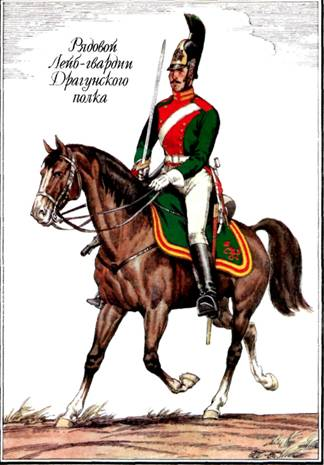 Рядовой
Лейб-гвардии
Драгунского
полка